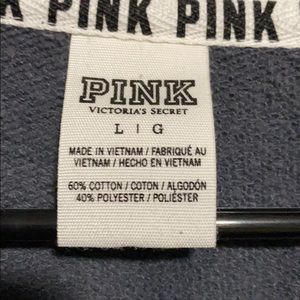 K PINK PINK
PINK
VICTORIA'S SECRET
L | G
MADE IN VIETNAM / FABRIQUÉ AU
VIETNAM / HECHO EN VIETNAM
60% COTTON / COTON / ALGODÓN
40% POLYESTER / POLIÉSTER